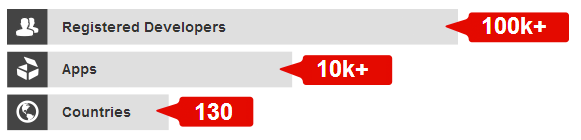 Registered Developers 100k+
Apps 10k+
Countries 130